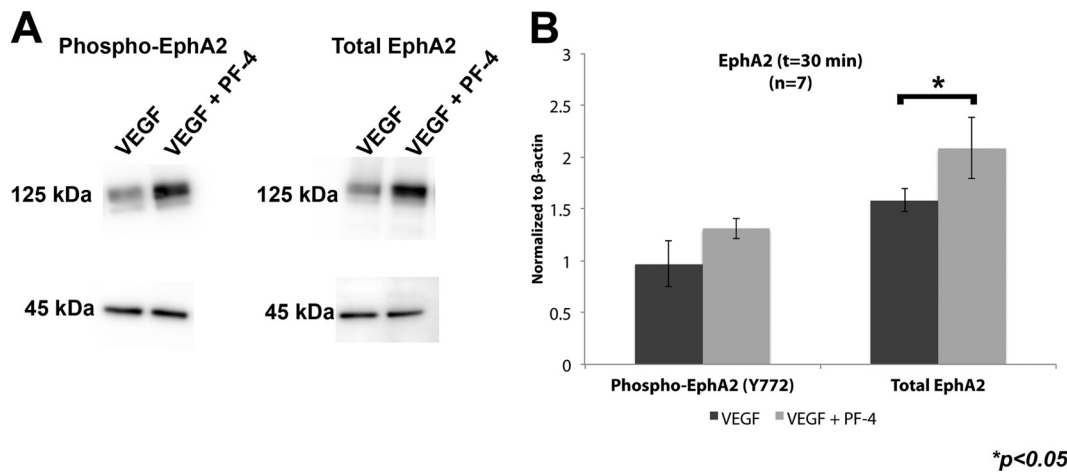 A
Phospho-EphA2
Total EphA2
VEGF
VEGF + PF-4
VEGF
VEGF + PF-4
125 kDa
125 kDa
45 kDa
45 kDa
B
EphA2 (t=30 min)
(n=7)
*
Normalized to β-actin
3
2.5
2
1.5
1
0.5
0
Phospho-EphA2 (Y772)
Total EphA2
VEGF
VEGF + PF-4
*p<0.05